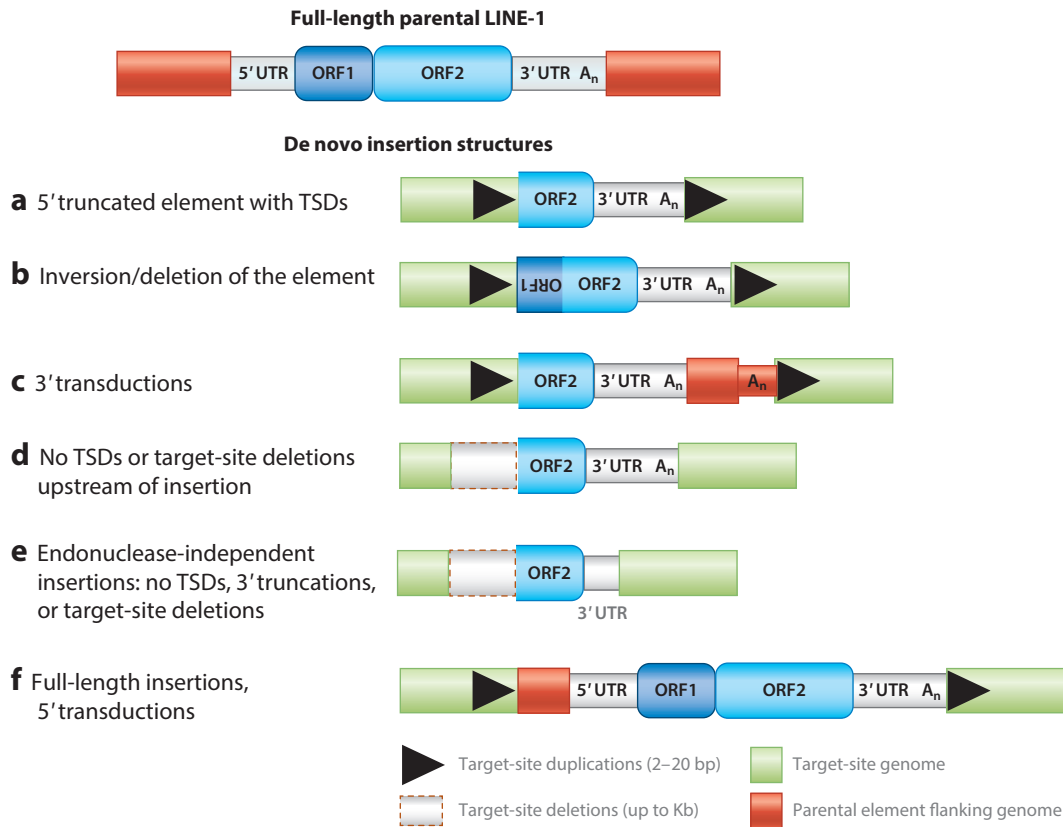 Full-length parental LINE-1
5′ UTR ORF1 ORF2 3′ UTR An
De novo insertion structures
a 5′ truncated element with TSDs
ORF2 3′ UTR An
b Inversion/deletion of the element
ORF1 ORF2 3′ UTR An
c 3′ transductions
ORF2 3′ UTR An An
d No TSDs or target-site deletions
upstream of insertion
ORF2 3′ UTR An
e Endonuclease-independent
insertions: no TSDs, 3′ truncations,
or target-site deletions
ORF2
3′ UTR
f Full-length insertions,
5′ transductions
5′ UTR ORF1 ORF2 3′ UTR An
Target-site duplications (2–20 bp)
Target-site genome
Target-site deletions (up to Kb)
Parental element flanking genome